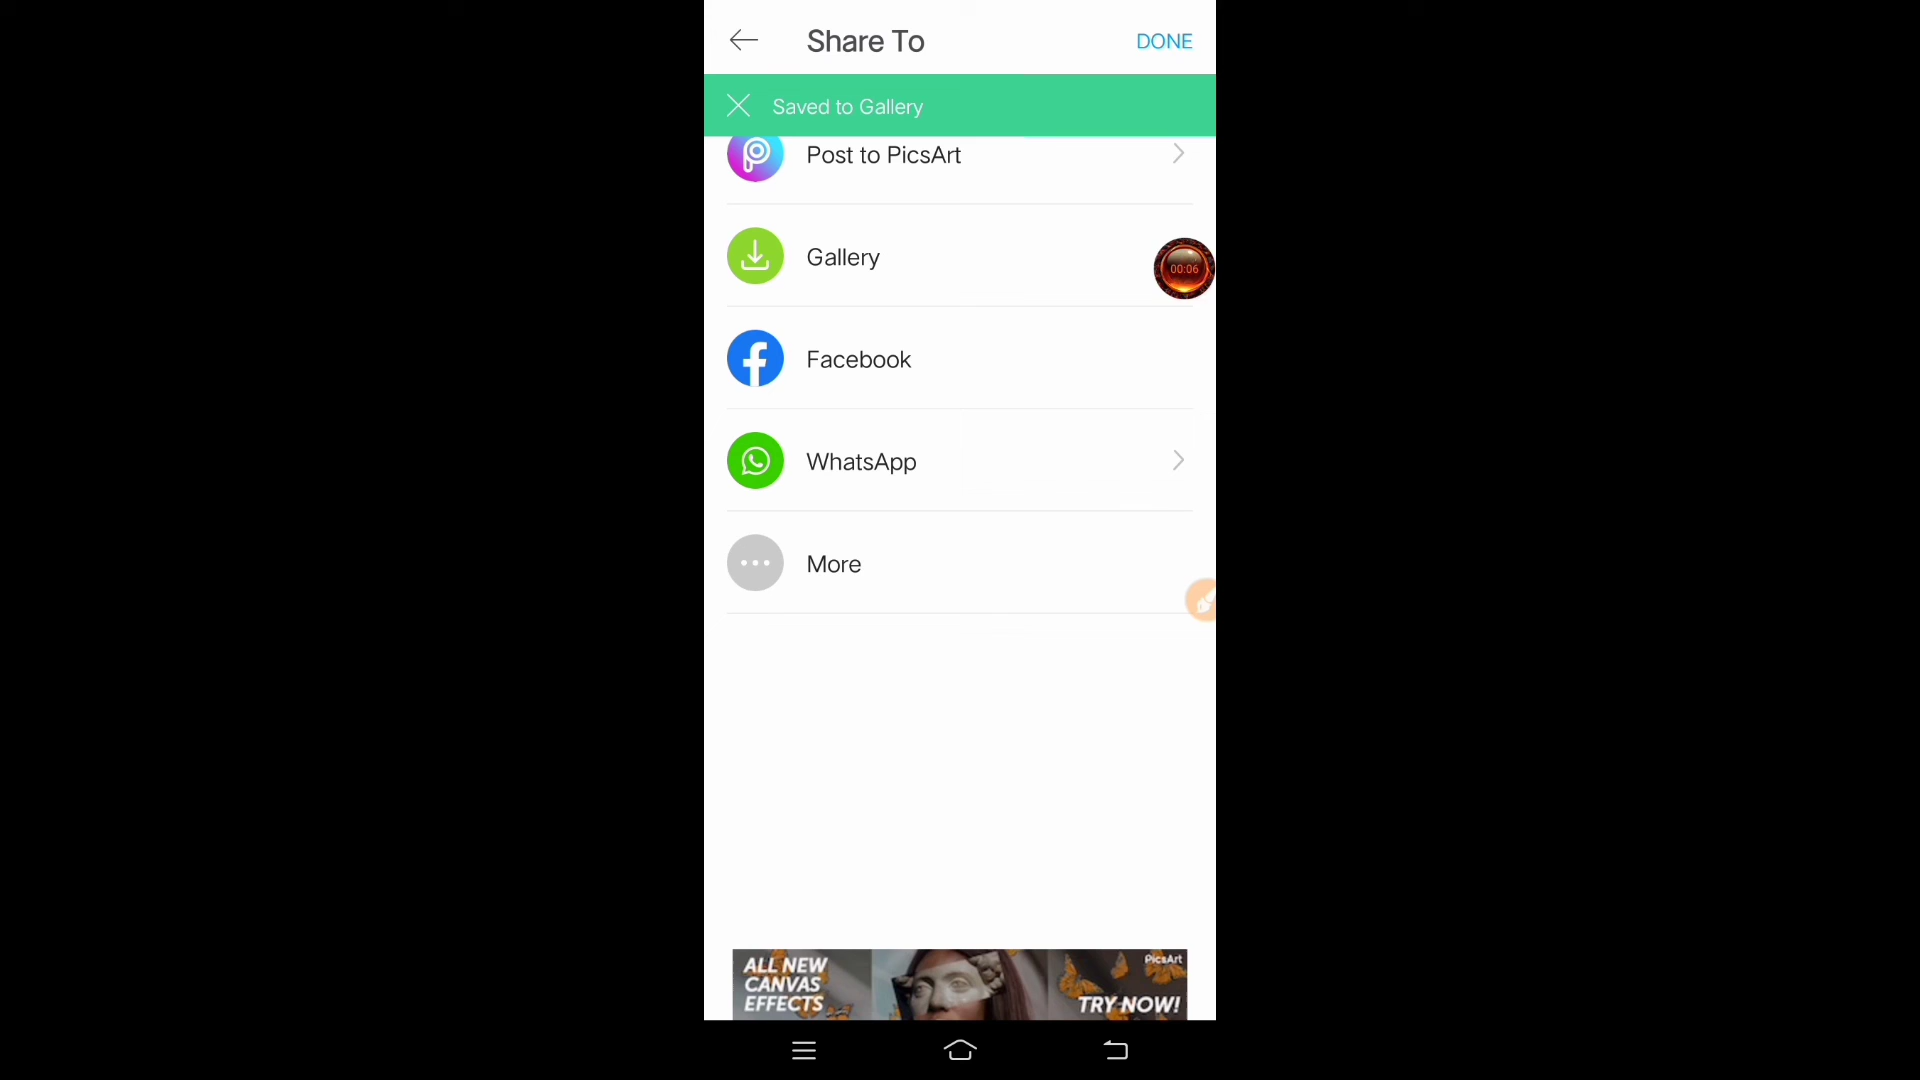 Share To
DONE
Saved to Gallery
Post to PicsArt
Gallery
00:06
Facebook
WhatsApp
More
ALL NEW
CANVAS
EFFECTS
PicsArt
TRY NOW!